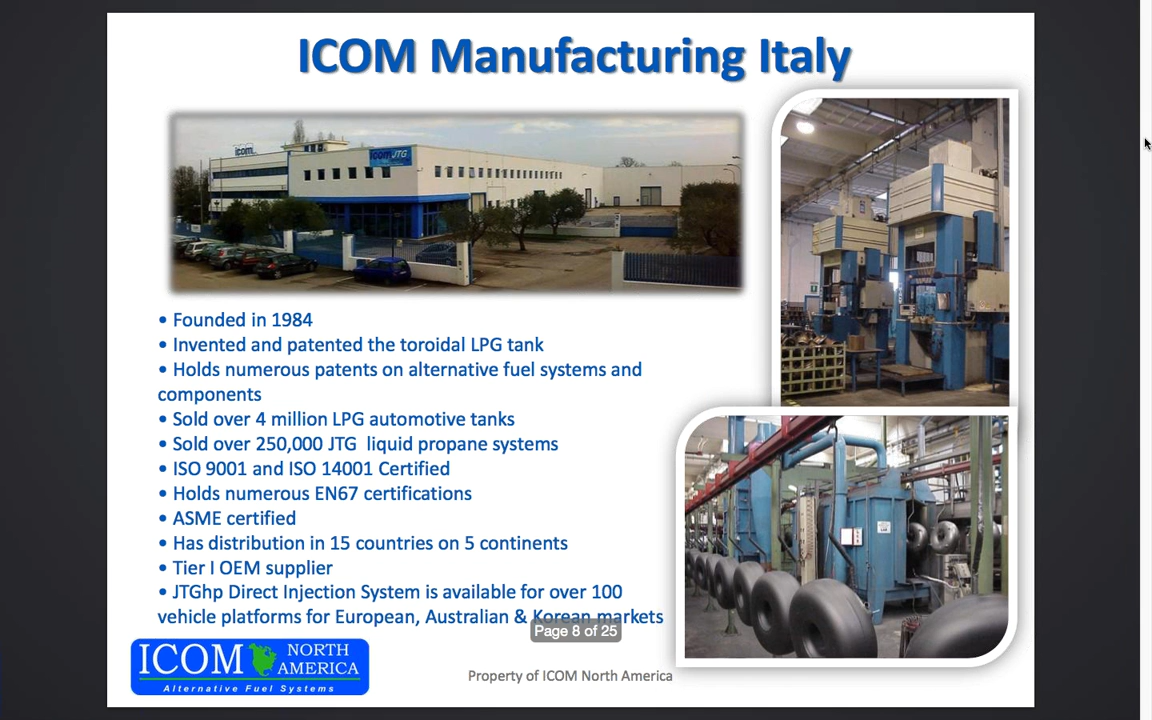 ICOM Manufacturing Italy
icom
icom JTG
• Founded in 1984
• Invented and patented the toroidal LPG tank
• Holds numerous patents on alternative fuel systems and
components
• Sold over 4 million LPG automotive tanks
• Sold over 250,000 JTG liquid propane systems
• ISO 9001 and ISO 14001 Certified
• Holds numerous EN67 certifications
• ASME certified
• Has distribution in 15 countries on 5 continents
• Tier I OEM supplier
• JTGhp Direct Injection System is available for over 100
vehicle platforms for European, Australian & Korean markets
Page 8 of 25
ICOM NORTH AMERICA
Alternative Fuel Systems
Property of ICOM North America